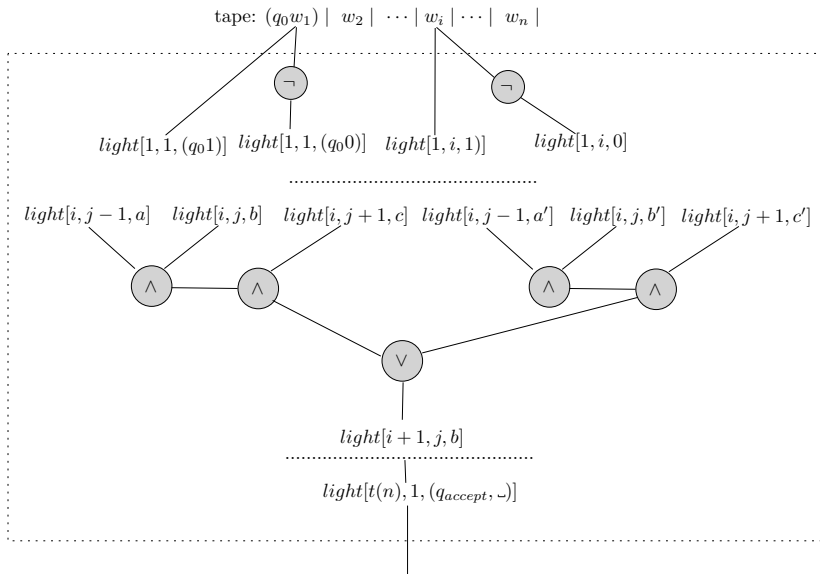 tape: (q₀w₁) | w₂ | ⋯ | wᵢ | ⋯ | wₙ |
¬ ¬
light[1, 1, (q₀1)] light[1, 1, (q₀0)] light[1, i, 1)] light[1, i, 0]
light[i, j − 1, a] light[i, j, b] light[i, j + 1, c] light[i, j − 1, a′] light[i, j, b′] light[i, j + 1, c′]
∧ ∧ ∧ ∧
∨
light[i + 1, j, b]
light[t(n), 1, (q_accept, ␣)]